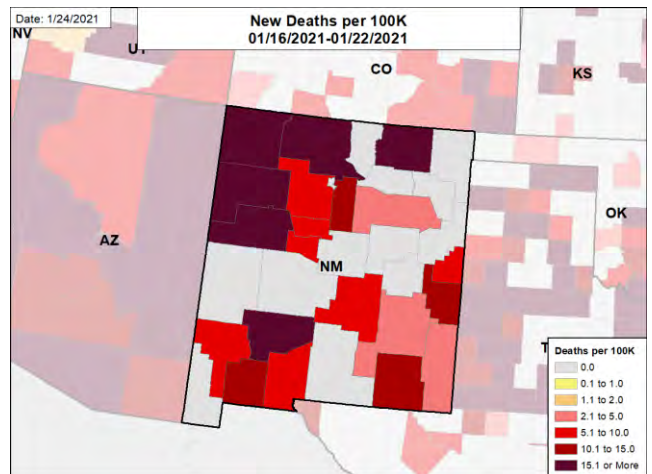 Date: 1/24/2021
New Deaths per 100K
01/16/2021-01/22/2021
NV
UT
CO
KS
AZ
NM
OK
T
Deaths per 100K
0.0
0.1 to 1.0
1.1 to 2.0
2.1 to 5.0
5.1 to 10.0
10.1 to 15.0
15.1 or More